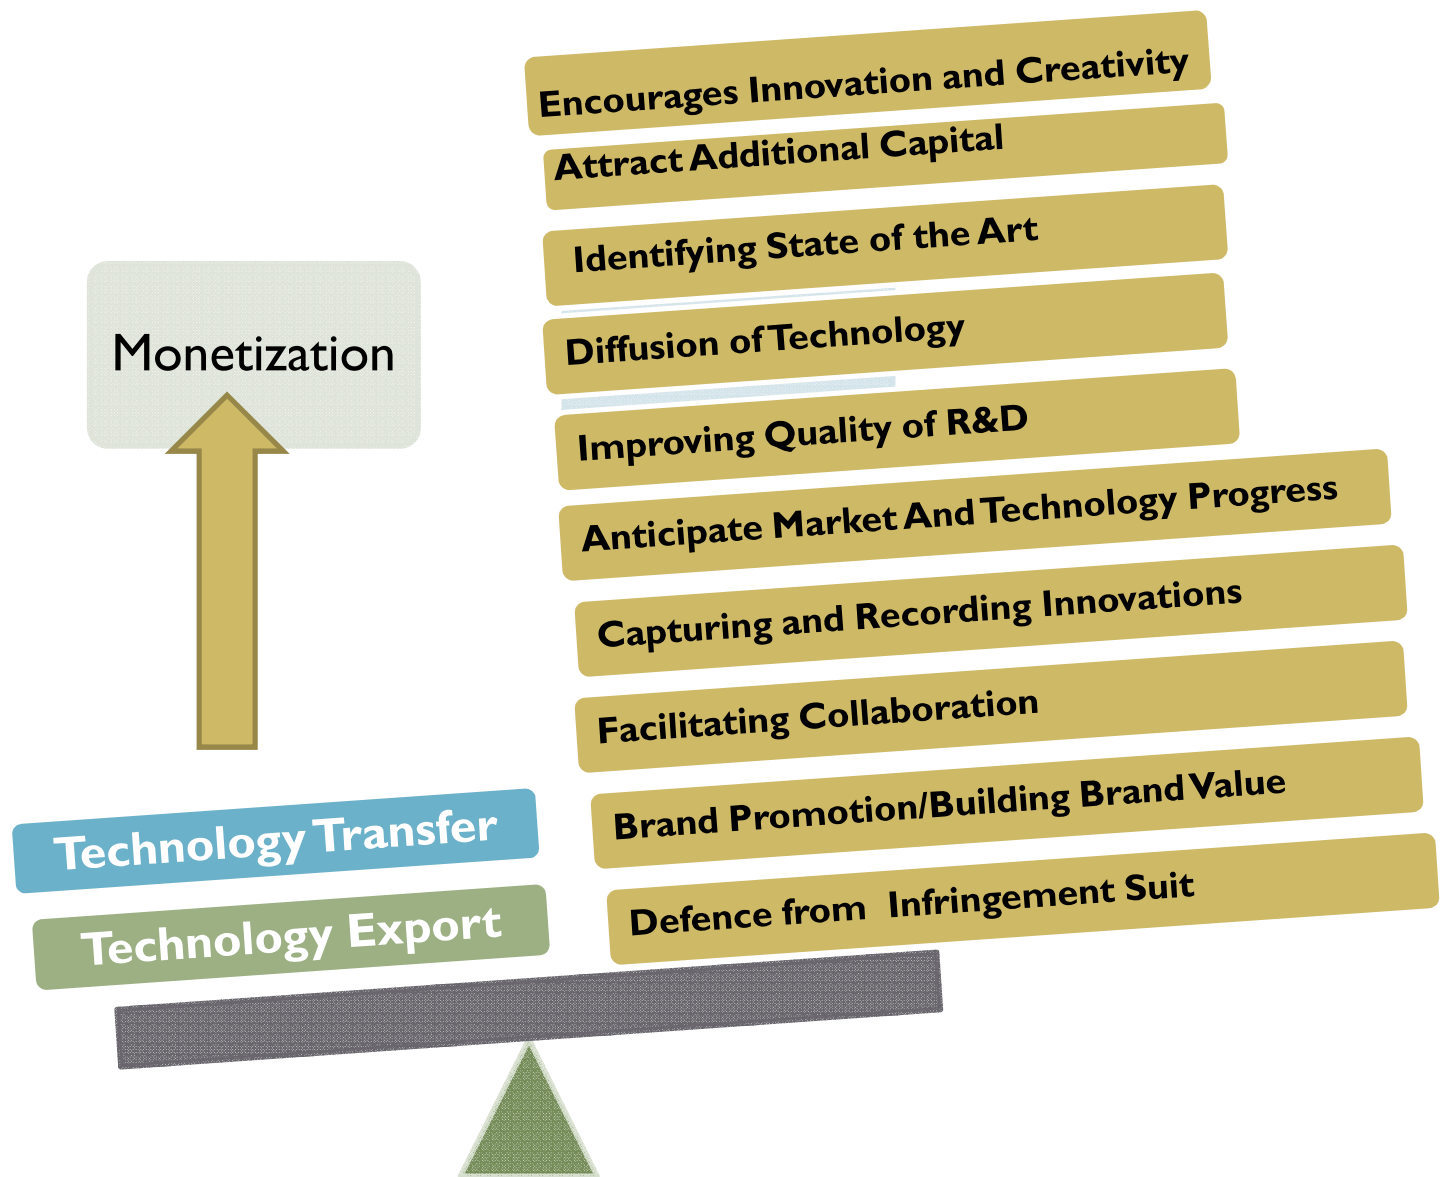 Encourages Innovation and Creativity
Attract Additional Capital
Identifying State of the Art
Diffusion of Technology
Improving Quality of R&D
Anticipate Market And Technology Progress
Capturing and Recording Innovations
Facilitating Collaboration
Brand Promotion/Building Brand Value
Defence from Infringement Suit
Monetization
Technology Transfer
Technology Export